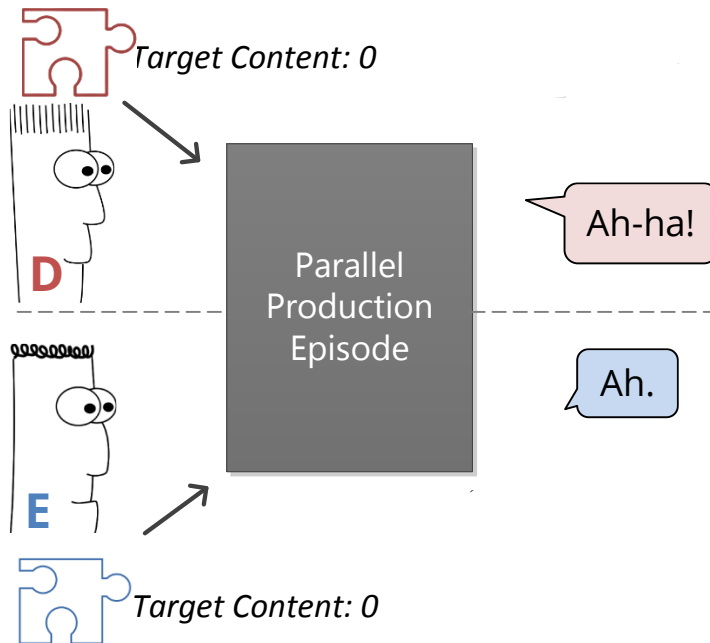 Target Content: 0
Ah-ha!
D
Parallel
Production
Episode
Ah.
E
Target Content: 0